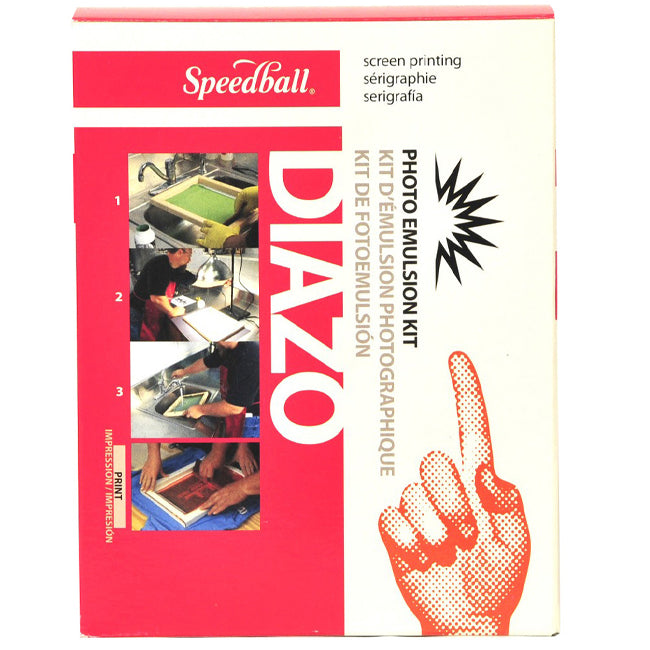 Speedball®
screen printing
sérigraphie
serigrafía
DIAZO
PHOTO EMULSION KIT
KIT D'ÉMULSION PHOTOGRAPHIQUE
KIT DE FOTOEMULSIÓN
1
2
3
PRINT
IMPRESSION / IMPRESIÓN